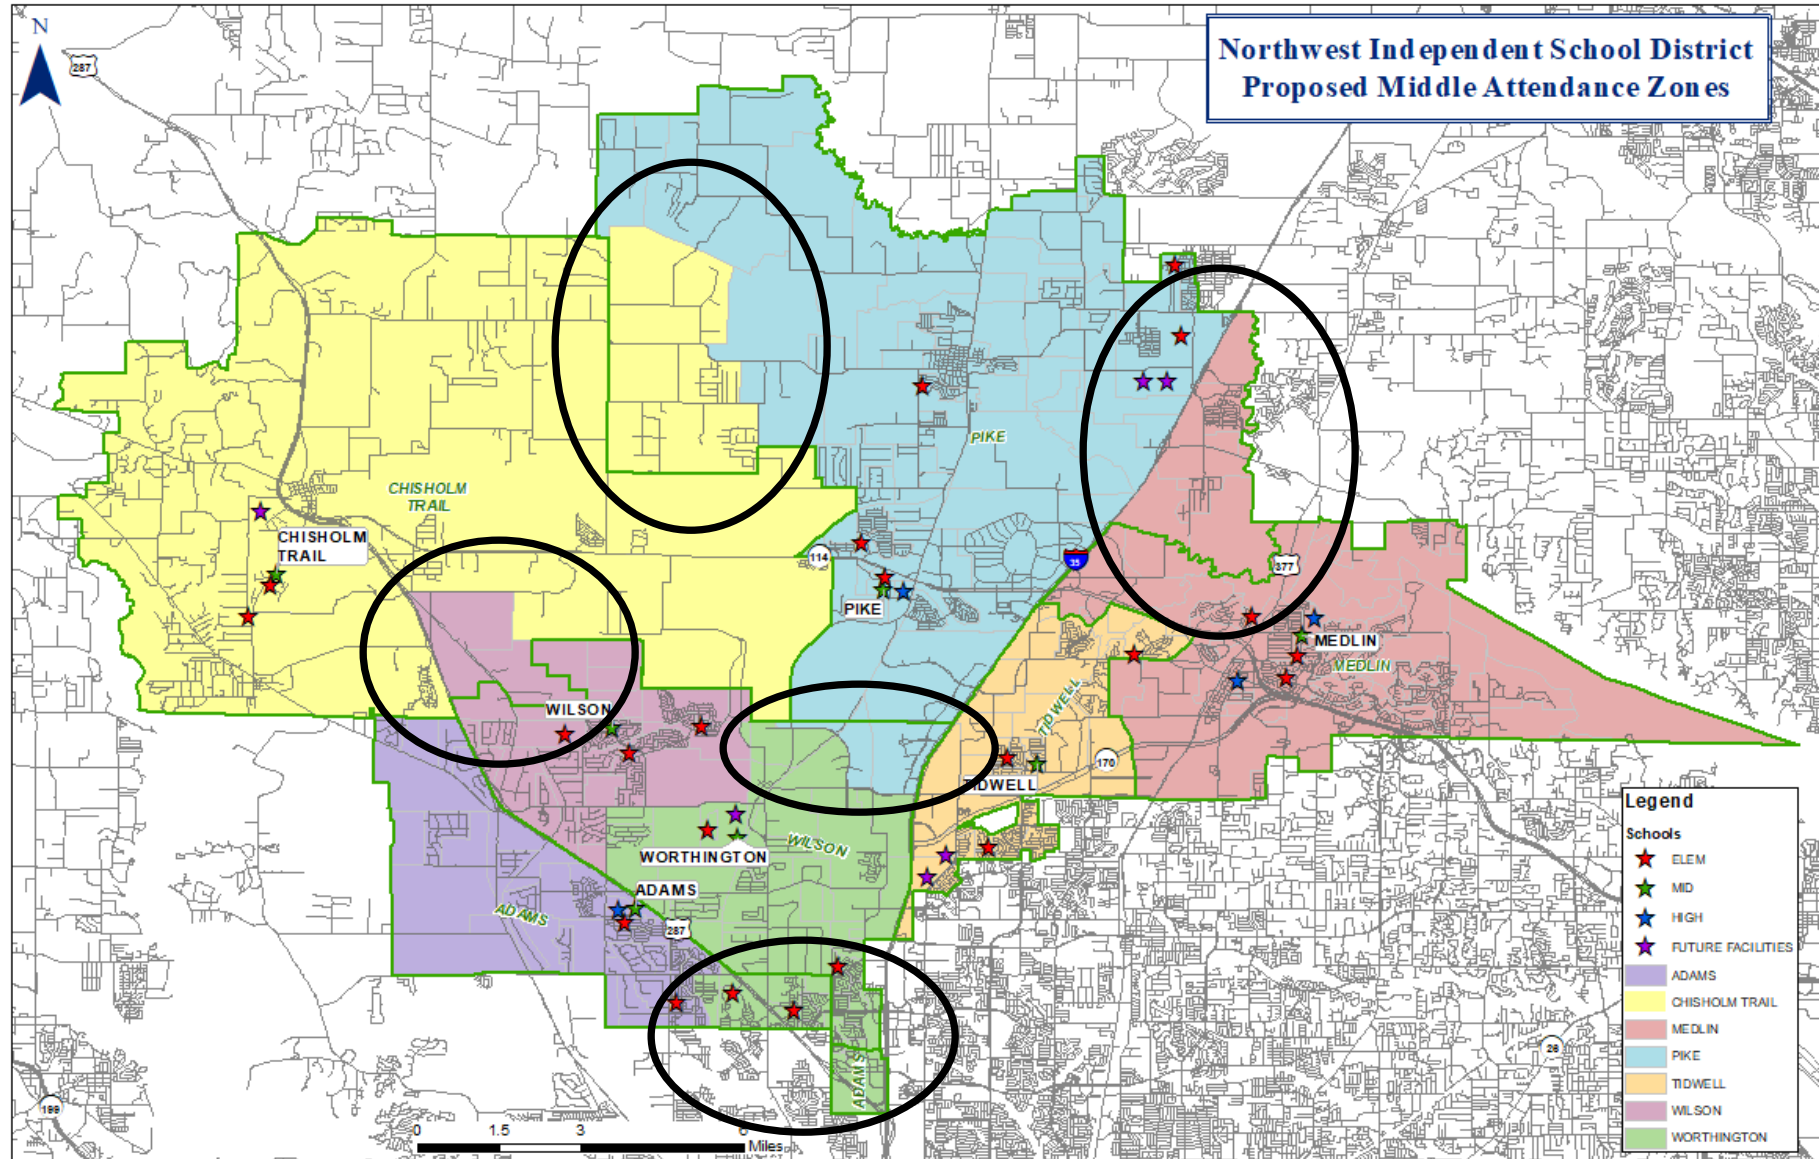 N
287
Northwest Independent School District
Proposed Middle Attendance Zones
PIKE
CHISHOLM
TRAIL
CHISHOLM
TRAIL
114
35
377
PIKE
MEDLIN
MEDLIN
TIDWELL
WILSON
170
TIDWELL
WILSON
WORTHINGTON
ADAMS
ADAMS
287
ADAMS
26
199
0 1.5 3 6
Miles
Legend
Schools
ELEM
MID
HIGH
FUTURE FACILITIES
ADAMS
CHISHOLM TRAIL
MEDLIN
PIKE
TIDWELL
WILSON
WORTHINGTON